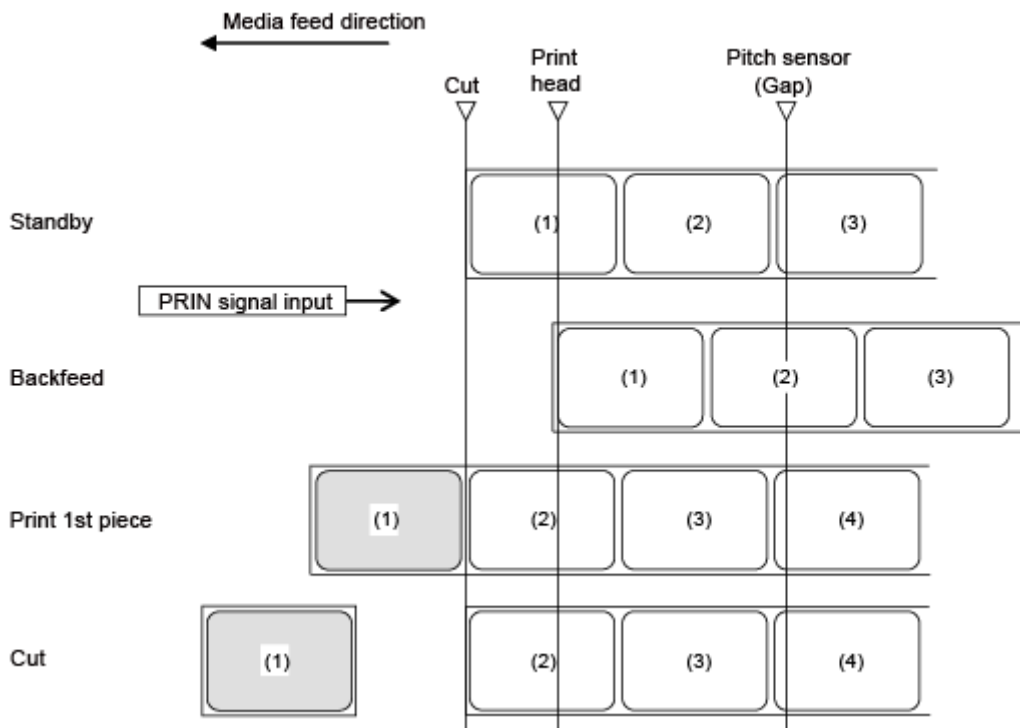 Media feed direction
Cut
Print
head
Pitch sensor
(Gap)
Standby
(1)
(2)
(3)
PRIN signal input
Backfeed
(1)
(2)
(3)
Print 1st piece
(1)
(2)
(3)
(4)
Cut
(1)
(2)
(3)
(4)